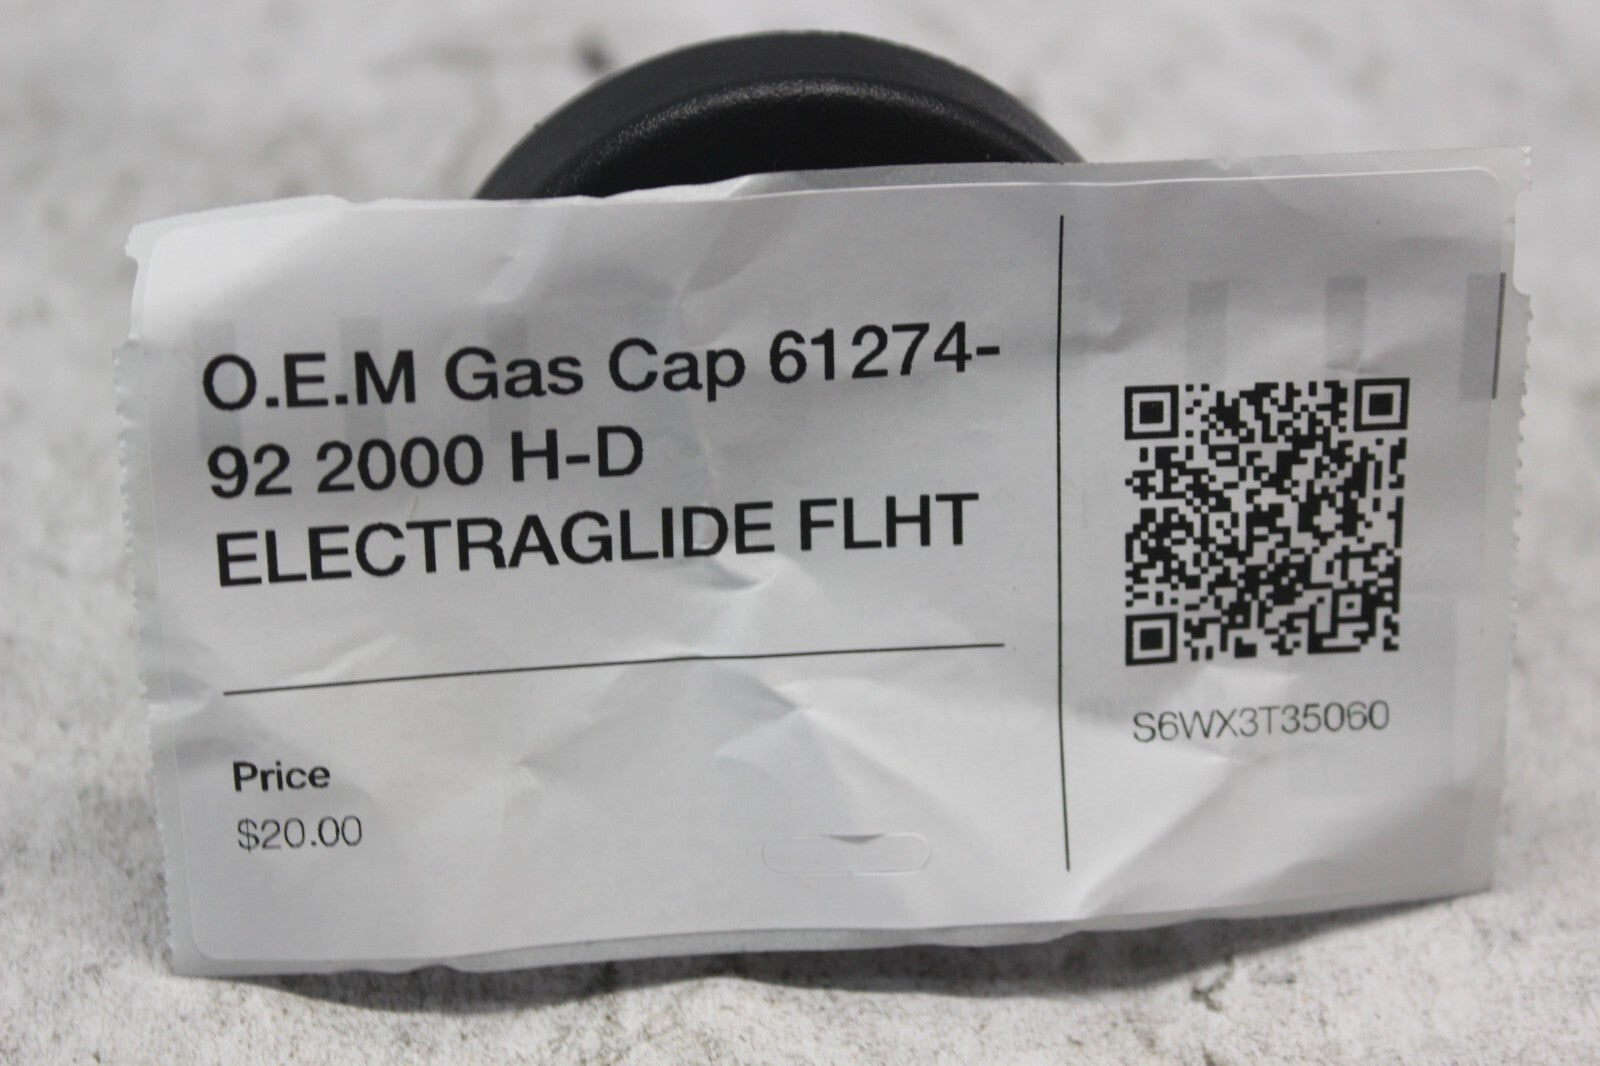 O.E.M Gas Cap 61274-
92 2000 H-D
ELECTRAGLIDE FLHT
Price
$20.00
S6WX3T35060